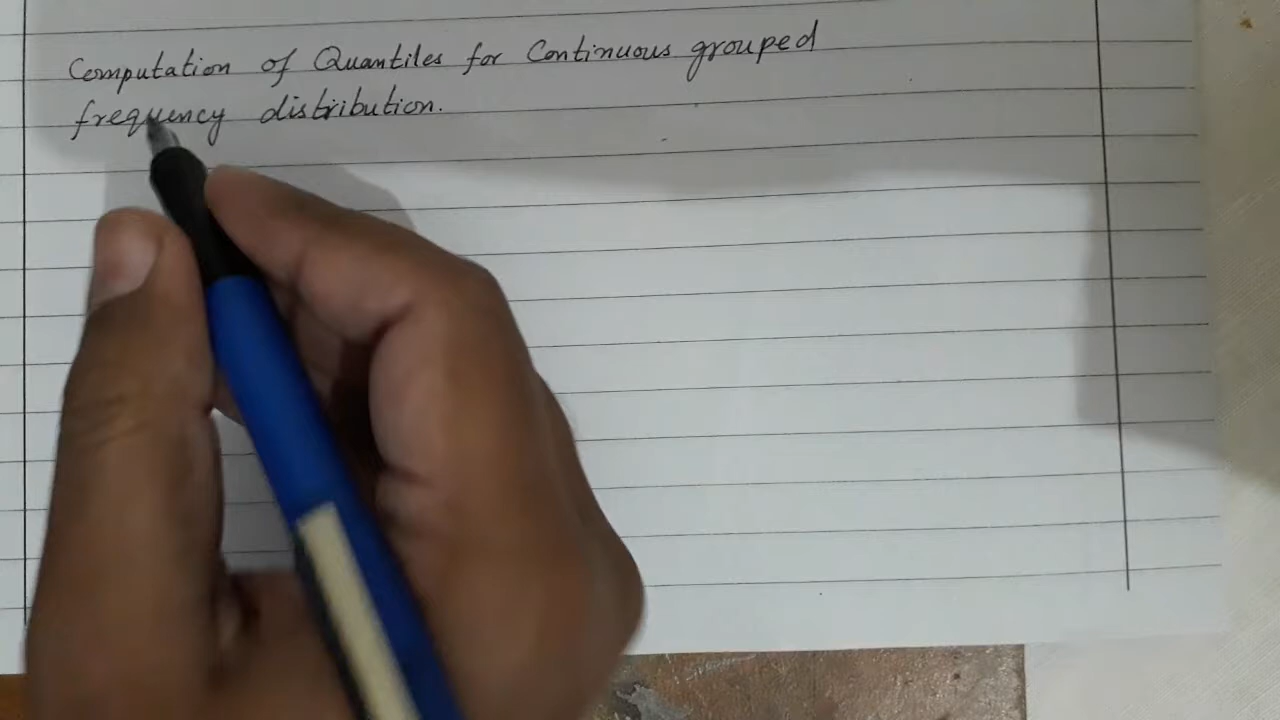 Computation of Quantiles for Continuous grouped
frequency distribution.